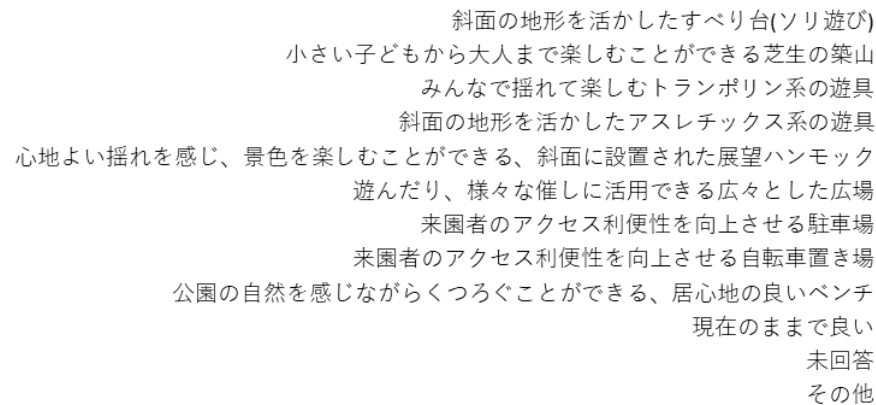 斜面の地形を活かしたすべり台(ソリ遊び)
小さい子どもから大人まで楽しむことができる芝生の築山
みんなで揺れて楽しむトランポリン系の遊具
斜面の地形を活かしたアスレチックス系の遊具
心地よい揺れを感じ、景色を楽しむことができる、斜面に設置された展望ハンモック
遊んだり、様々な催しに活用できる広々とした広場
来園者のアクセス利便性を向上させる駐車場
来園者のアクセス利便性を向上させる自転車置き場
公園の自然を感じながらくつろぐことができる、居心地の良いベンチ
現在のままで良い
未回答
その他